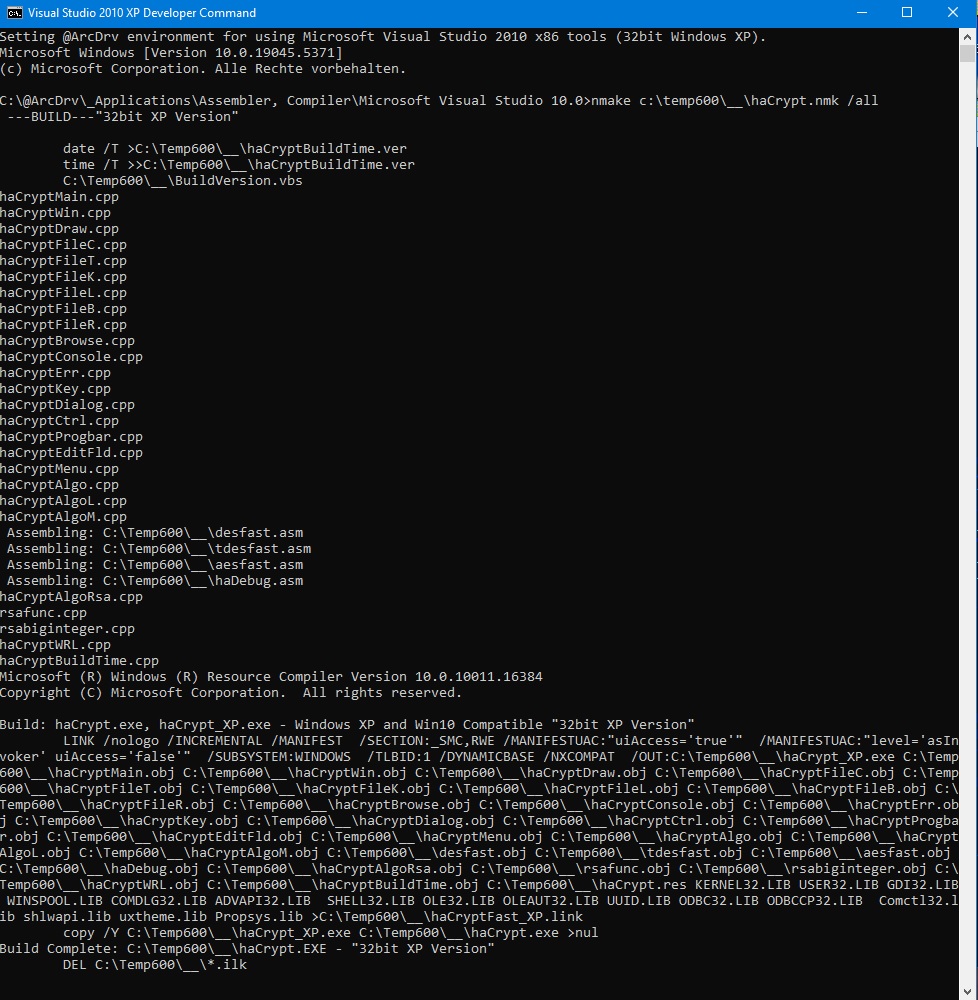 Visual Studio 2010 XP Developer Command
Setting @ArcDrv environment for using Microsoft Visual Studio 2010 x86 tools (32bit Windows XP).
Microsoft Windows [Version 10.0.19045.5371]
(c) Microsoft Corporation. Alle Rechte vorbehalten.
C:\@ArcDrv\_Applications\Assembler, Compiler\Microsoft Visual Studio 10.0>nmake c:\temp600\__\haCrypt.nmk /all
---BUILD---"32bit XP Version"
date /T >C:\Temp600\__\haCryptBuildTime.ver
time /T >>C:\Temp600\__\haCryptBuildTime.ver
C:\Temp600\__\BuildVersion.vbs
haCryptMain.cpp
haCryptWin.cpp
haCryptDraw.cpp
haCryptFileC.cpp
haCryptFileT.cpp
haCryptFileK.cpp
haCryptFileL.cpp
haCryptFileB.cpp
haCryptFileR.cpp
haCryptBrowse.cpp
haCryptConsole.cpp
haCryptErr.cpp
haCryptKey.cpp
haCryptDialog.cpp
haCryptCtrl.cpp
haCryptProgbar.cpp
haCryptEditFld.cpp
haCryptMenu.cpp
haCryptAlgo.cpp
haCryptAlgoL.cpp
haCryptAlgoM.cpp
Assembling: C:\Temp600\__\desfast.asm
Assembling: C:\Temp600\__\tdesfast.asm
Assembling: C:\Temp600\__\aesfast.asm
Assembling: C:\Temp600\__\haDebug.asm
haCryptAlgoRsa.cpp
rsafunc.cpp
rsabiginteger.cpp
haCryptWRL.cpp
haCryptBuildTime.cpp
Microsoft (R) Windows (R) Resource Compiler Version 10.0.10011.16384
Copyright (C) Microsoft Corporation.  All rights reserved.
Build: haCrypt.exe, haCrypt_XP.exe - Windows XP and Win10 Compatible "32bit XP Version"
LINK /nologo /INCREMENTAL /MANIFEST  /SECTION:_SMC,RWE /MANIFESTUAC:"uiAccess='true'"  /MANIFESTUAC:"level='asIn
voker' uiAccess='false'"  /SUBSYSTEM:WINDOWS  /TLBID:1 /DYNAMICBASE /NXCOMPAT  /OUT:C:\Temp600\__\haCrypt_XP.exe C:\Temp
600\__\haCryptMain.obj C:\Temp600\__\haCryptWin.obj C:\Temp600\__\haCryptDraw.obj C:\Temp600\__\haCryptFileC.obj C:\Temp
600\__\haCryptFileT.obj C:\Temp600\__\haCryptFileK.obj C:\Temp600\__\haCryptFileL.obj C:\Temp600\__\haCryptFileB.obj C:\
Temp600\__\haCryptFileR.obj C:\Temp600\__\haCryptBrowse.obj C:\Temp600\__\haCryptConsole.obj C:\Temp600\__\haCryptErr.ob
j C:\Temp600\__\haCryptKey.obj C:\Temp600\__\haCryptDialog.obj C:\Temp600\__\haCryptCtrl.obj C:\Temp600\__\haCryptProgba
r.obj C:\Temp600\__\haCryptEditFld.obj C:\Temp600\__\haCryptMenu.obj C:\Temp600\__\haCryptAlgo.obj C:\Temp600\__\haCrypt
AlgoL.obj C:\Temp600\__\haCryptAlgoM.obj C:\Temp600\__\desfast.obj C:\Temp600\__\tdesfast.obj C:\Temp600\__\aesfast.obj
C:\Temp600\__\haDebug.obj C:\Temp600\__\haCryptAlgoRsa.obj C:\Temp600\__\rsafunc.obj C:\Temp600\__\rsabiginteger.obj C:\
Temp600\__\haCryptWRL.obj C:\Temp600\__\haCryptBuildTime.obj C:\Temp600\__\haCrypt.res KERNEL32.LIB USER32.LIB GDI32.LIB
WINSPOOL.LIB COMDLG32.LIB ADVAPI32.LIB  SHELL32.LIB OLE32.LIB OLEAUT32.LIB UUID.LIB ODBC32.LIB ODBCCP32.LIB  Comctl32.l
ib shlwapi.lib uxtheme.lib Propsys.lib >C:\Temp600\__\haCryptFast_XP.link
copy /Y C:\Temp600\__\haCrypt_XP.exe C:\Temp600\__\haCrypt.exe >nul
Build Complete: C:\Temp600\__\haCrypt.EXE - "32bit XP Version"
DEL C:\Temp600\__\*.ilk